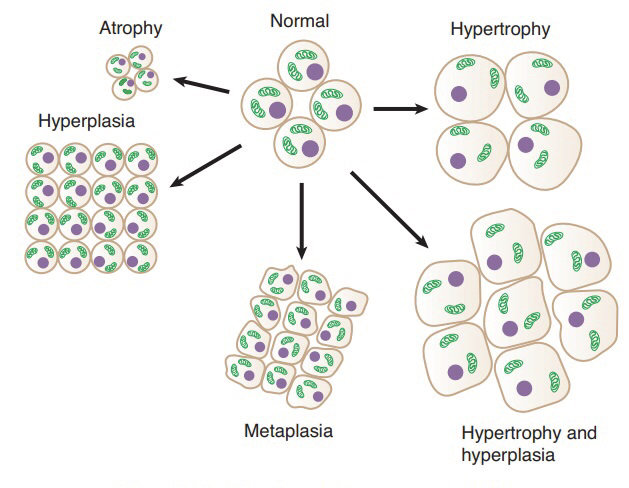 Atrophy
Normal
Hypertrophy
Hyperplasia
Metaplasia
Hypertrophy and
hyperplasia